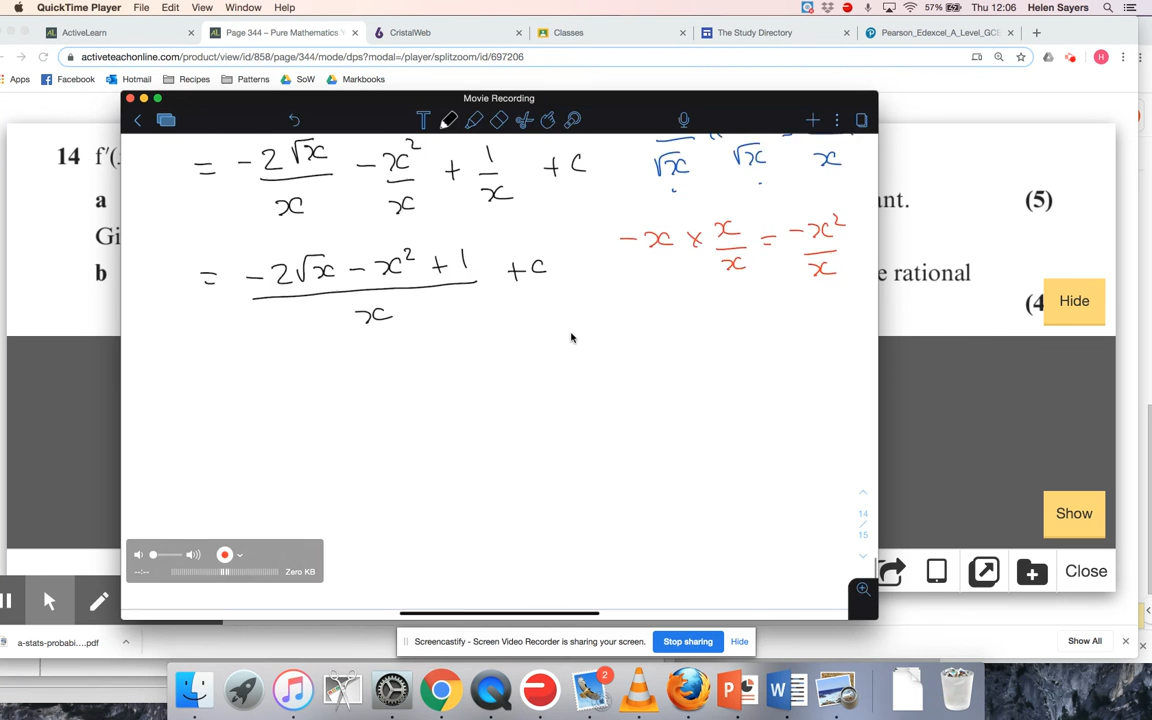 QuickTime Player File Edit View Window Help 57% Thu 12:06 Helen Sayers
ActiveLearn Page 344 – Pure Mathematics Y CristalWeb Classes The Study Directory Pearson_Edexcel_A_Level_GCE
activeteachonline.com/product/view/id/858/page/344/mode/dps?modal=/player/splitzoom/id/697206
Apps Facebook Hotmail Recipes Patterns SoW Markbooks
Movie Recording
14 f′(
a ant. (5)
Gi
b e rational
(4
= -2√x/x - x²/x + 1/x + c
√x √x = x
-x × x/x = -x²/x
= (-2√x - x² + 1)/x + c
Hide
Show
14
/
15
--:-- Zero KB
Close
a-stats-probabi....pdf
Screencastify - Screen Video Recorder is sharing your screen. Stop sharing Hide
Show All
2